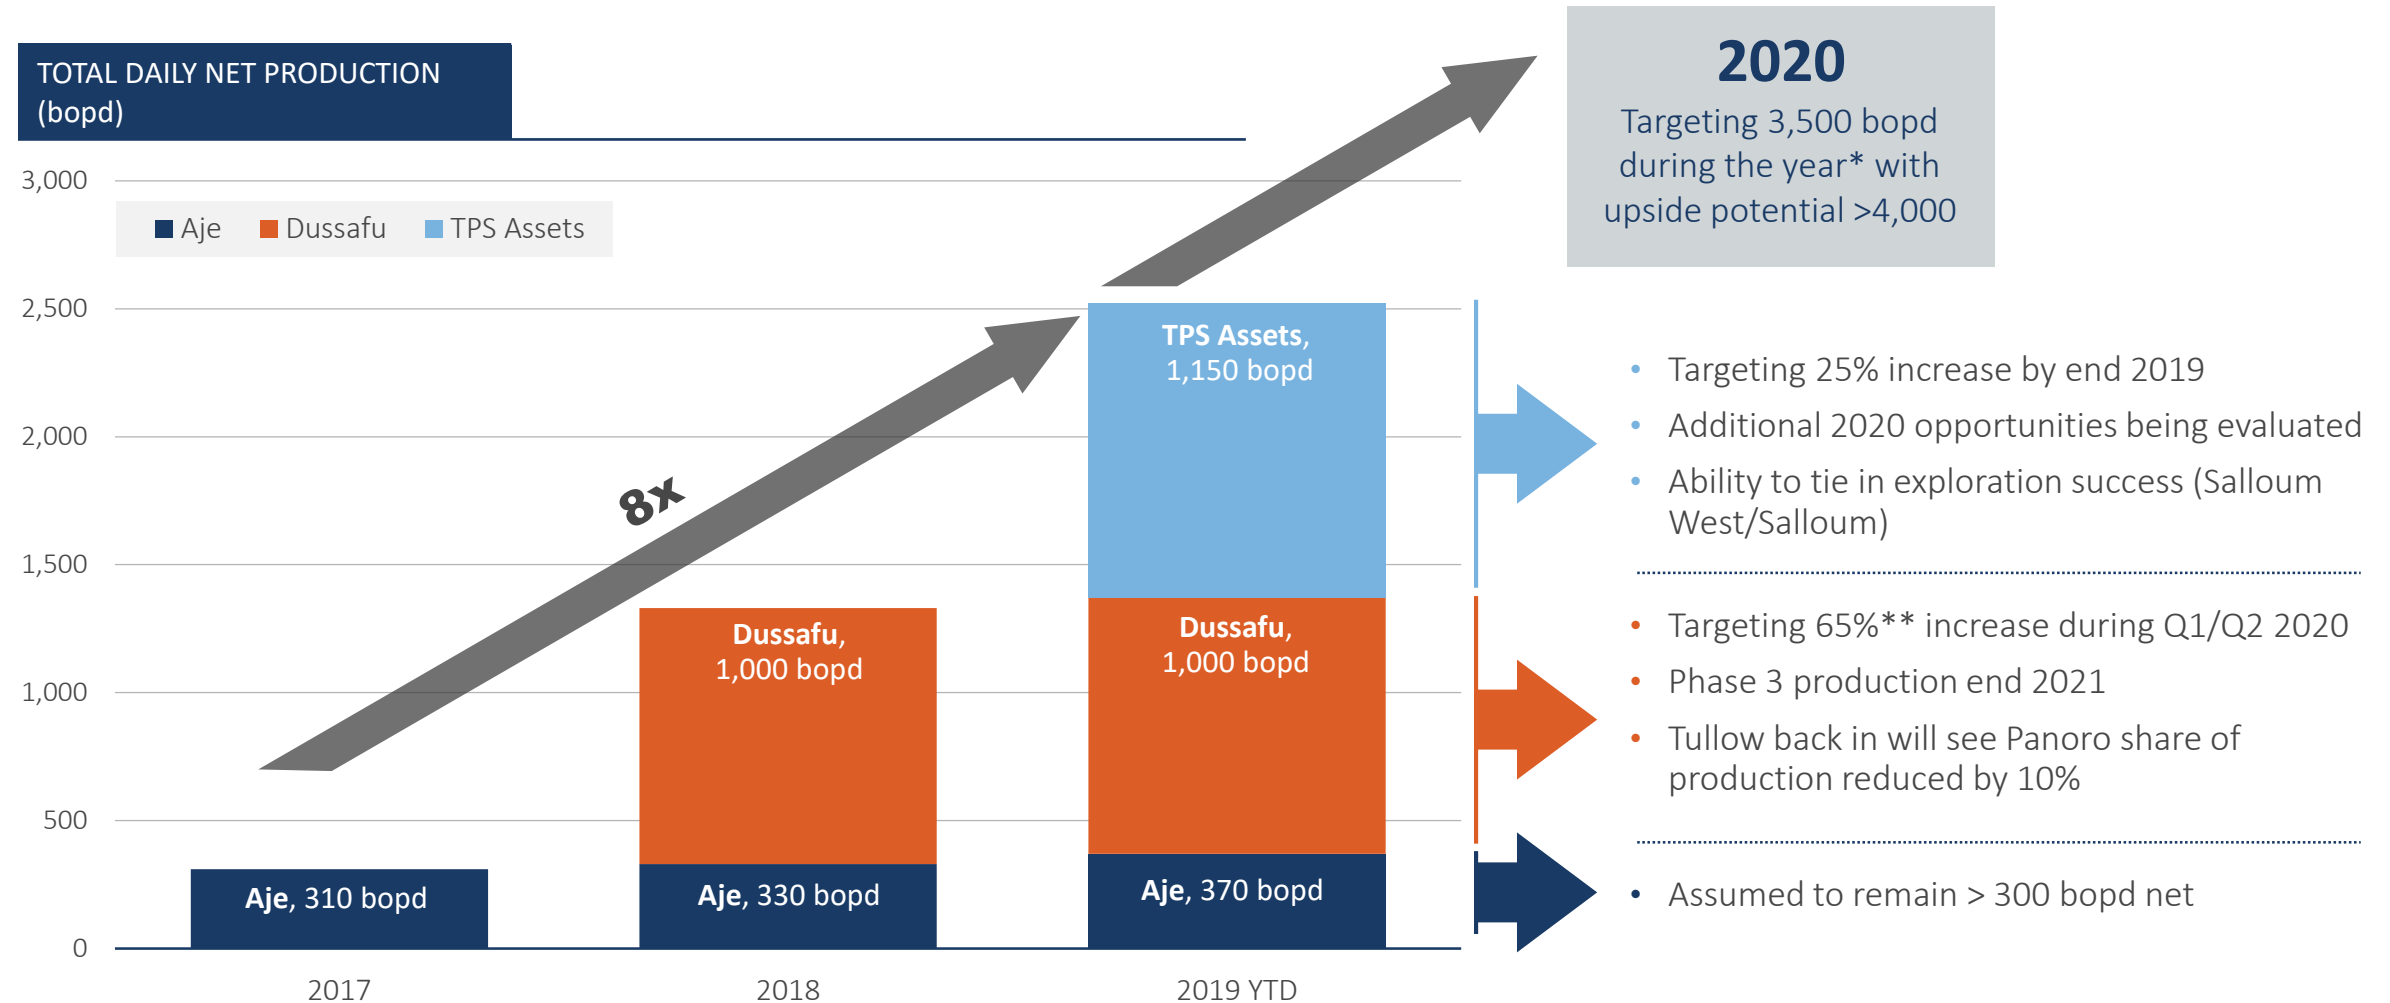 TOTAL DAILY NET PRODUCTION
(bopd)
2020
Targeting 3,500 bopd
during the year* with
upside potential >4,000
3,000
Aje
Dussafu
TPS Assets
2,500
2,000
1,500
1,000
500
0
8x
TPS Assets,
1,150 bopd
Dussafu,
1,000 bopd
Dussafu,
1,000 bopd
Aje, 310 bopd
Aje, 330 bopd
Aje, 370 bopd
2017
2018
2019 YTD
• Targeting 25% increase by end 2019
• Additional 2020 opportunities being evaluated
• Ability to tie in exploration success (Salloum
West/Salloum)
• Targeting 65%** increase during Q1/Q2 2020
• Phase 3 production end 2021
• Tullow back in will see Panoro share of
production reduced by 10%
• Assumed to remain > 300 bopd net